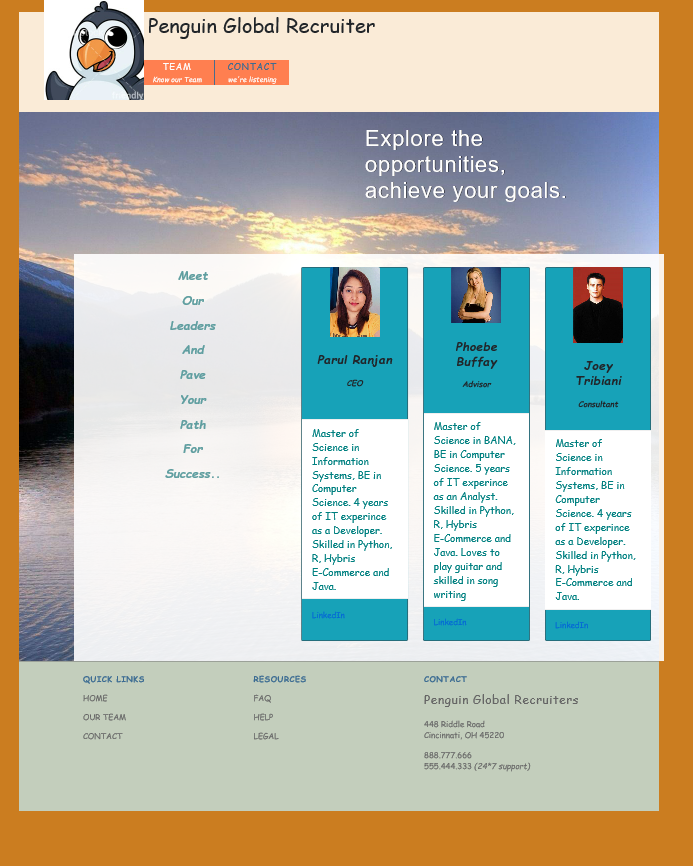 Penguin Global Recruiter
TEAM
Know our Team
CONTACT
we're listening
Explore the
opportunities,
achieve your goals.
Meet
Our
Leaders
And
Pave
Your
Path
For
Success..
Parul Ranjan
CEO
Master of
Science in
Information
Systems, BE in
Computer
Science. 4 years
of IT experince
as a Developer.
Skilled in Python,
R, Hybris
E-Commerce and
Java.
LinkedIn
Phoebe
Buffay
Advisor
Master of
Science in BANA,
BE in Computer
Science. 5 years
of IT experince
as an Analyst.
Skilled in Python,
R, Hybris
E-Commerce and
Java. Loves to
play guitar and
skilled in song
writing
LinkedIn
Joey
Tribiani
Consultant
Master of
Science in
Information
Systems, BE in
Computer
Science. 4 years
of IT experince
as a Developer.
Skilled in Python,
R, Hybris
E-Commerce and
Java.
LinkedIn
QUICK LINKS
HOME
OUR TEAM
CONTACT
RESOURCES
FAQ
HELP
LEGAL
CONTACT
Penguin Global Recruiters
448 Riddle Road
Cincinnati, OH 45220
888.777.666
555.444.333 (24*7 support)